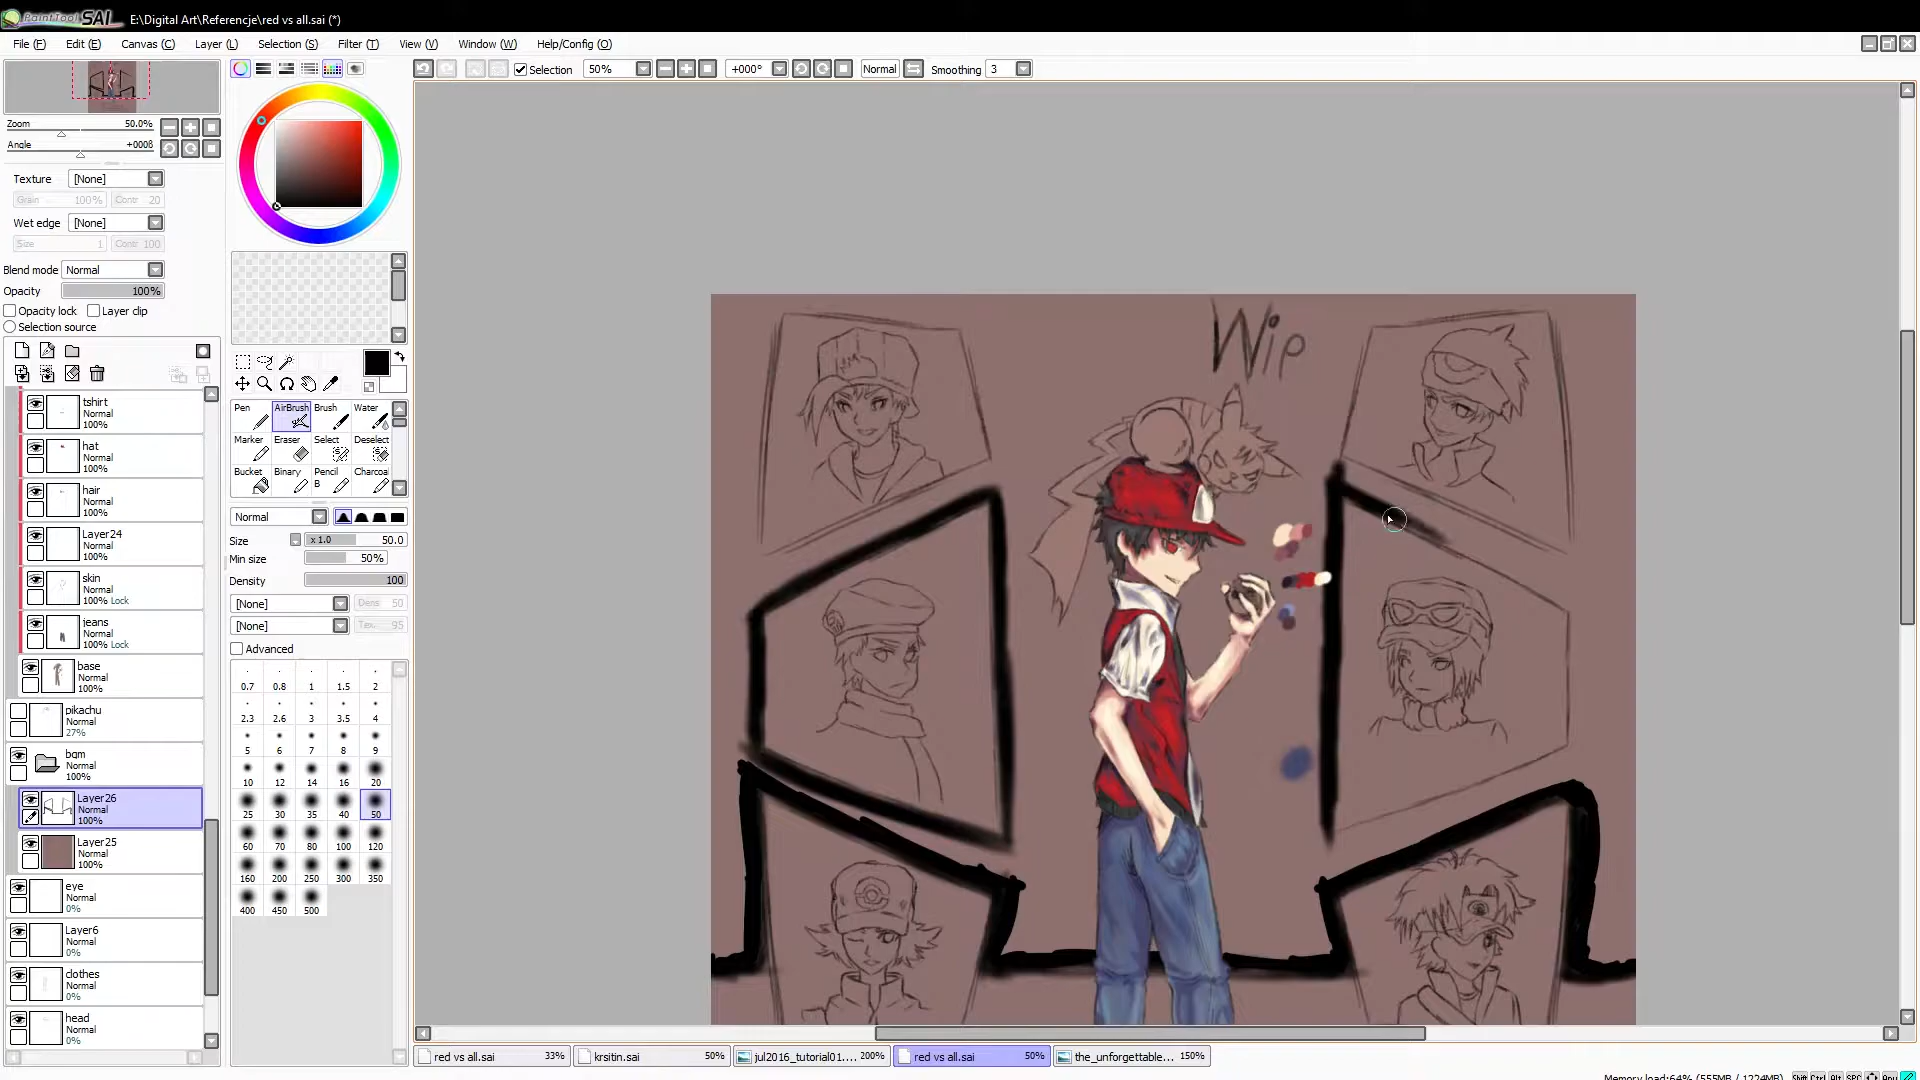 PaintTool SAI E:\Digital Art\Referencje\red vs all.sai (*)
File (F) Edit (E) Canvas (C) Layer (L) Selection (S) Filter (T) View (V) Window (W) Help/Config (O)
Selection 50% +000° Normal Smoothing 3
Zoom 50.0%
Angle +000ß
Texture [None]
Grain 100% Contr 20
Wet edge [None]
Size 1 Contr 100
Blend mode Normal
Opacity 100%
Opacity lock Layer clip
Selection source
tshirt
Normal
100%
hat
Normal
100%
hair
Normal
100%
Layer24
Normal
100%
skin
Normal
100% Lock
jeans
Normal
100% Lock
base
Normal
100%
pikachu
Normal
27%
bgm
Normal
100%
Layer26
Normal
100%
Layer25
Normal
100%
eye
0%
Layer6
0%
clothes
0%
head
Normal
0%
Pen AirBrush Brush Water
Marker Eraser Select Deselect
Bucket Binary Pencil B Charcoal
Normal
Size x 1.0 50.0
Min size 50%
Density 100
[None] Dens 50
[None] Tex. 95
Advanced
0.7 0.8 1 1.5 2
2.3 2.6 3 3.5 4
5 6 7 8 9
10 12 14 16 20
25 30 35 40 50
60 70 80 100 120
160 200 250 300 350
400 450 500
Wip
red vs all.sai 33% krsitin.sai 50% jul2016_tutorial01.... 200% red vs all.sai 50% the_unforgettable... 150%
Memory load:64% (555MB / 1224MB) Shift Ctrl Alt SPC Any